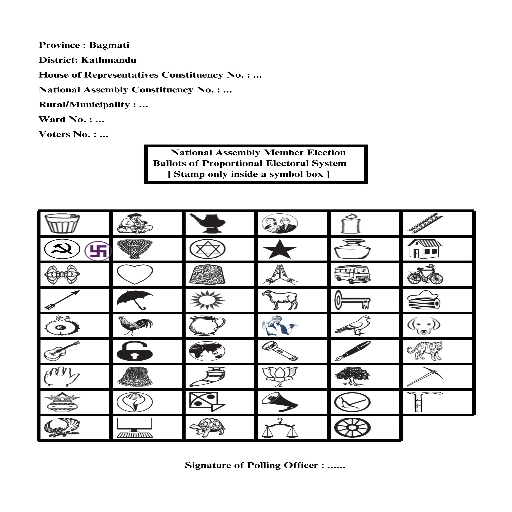 Province : Bagmati
District: Kathmandu
House of Representatives Constituency No. : ...
National Assembly Constituency No. : ...
Rural/Municipality : ...
Ward No. : ...
Voters No. : ...
National Assembly Member Election
Ballots of Proportional Electoral System
[ Stamp only inside a symbol box ]
Signature of Polling Officer : ......